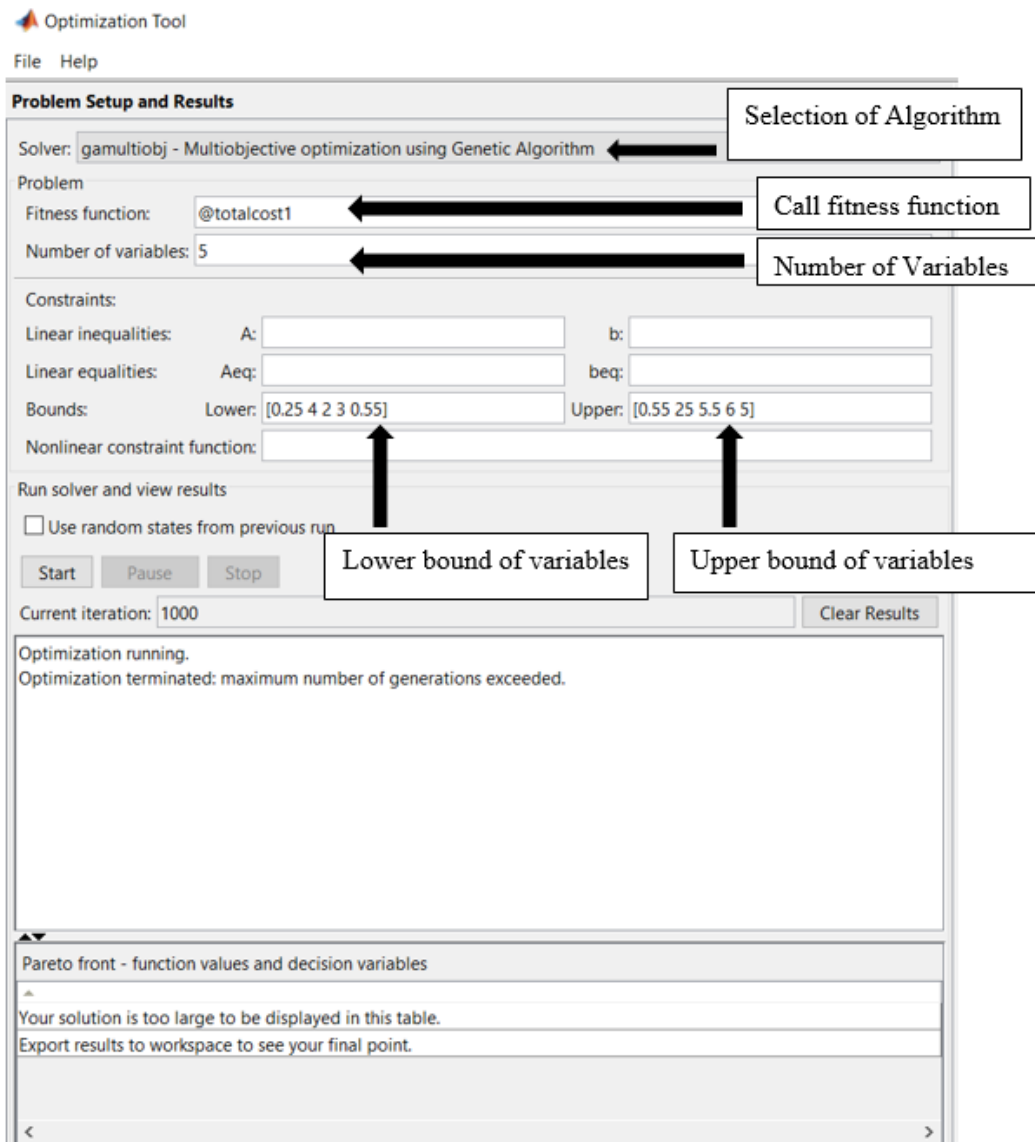 Optimization Tool
File Help
Problem Setup and Results
Selection of Algorithm
Solver: gamultiobj - Multiobjective optimization using Genetic Algorithm
Problem
Fitness function: @totalcost1
Call fitness function
Number of variables: 5
Number of Variables
Constraints:
Linear inequalities: A: b:
Linear equalities: Aeq: beq:
Bounds: Lower: [0.25 4 2 3 0.55] Upper: [0.55 25 5.5 6 5]
Nonlinear constraint function:
Run solver and view results
Use random states from previous run
Lower bound of variables
Upper bound of variables
Start Pause Stop
Current iteration: 1000 Clear Results
Optimization running.
Optimization terminated: maximum number of generations exceeded.
Pareto front - function values and decision variables
Your solution is too large to be displayed in this table.
Export results to workspace to see your final point.